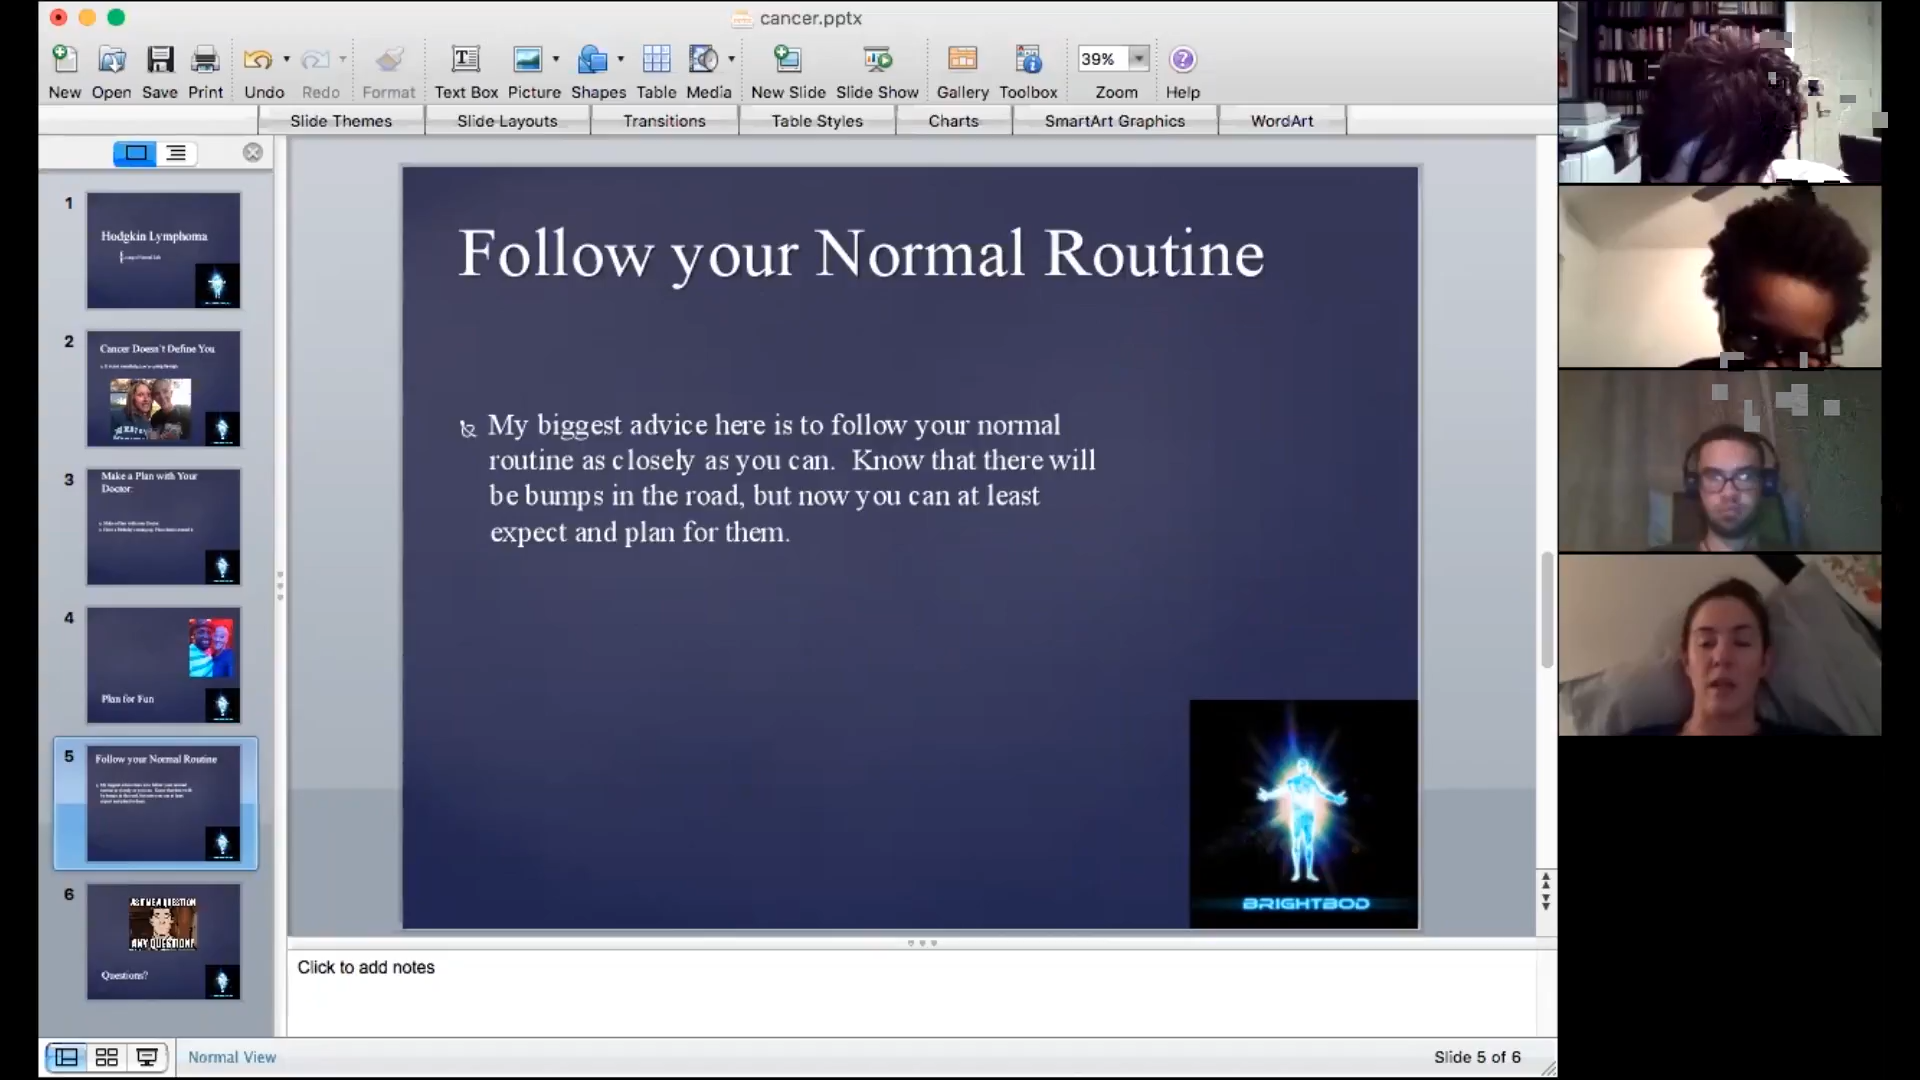 cancer.pptx
New Open Save Print Undo Redo Format Text Box Picture Shapes Table Media New Slide Slide Show Gallery Toolbox 39% Zoom Help
Slide Themes Slide Layouts Transitions Table Styles Charts SmartArt Graphics WordArt
1
Hodgkin Lymphoma
2
Cancer Doesn't Define You
3
Make a Plan with Your
Doctor:
4
Plan for Fun
5
Follow your Normal Routine
6
ASK ME A QUESTION
ANY QUESTION!
Questions?
Follow your Normal Routine
My biggest advice here is to follow your normal
routine as closely as you can. Know that there will
be bumps in the road, but now you can at least
expect and plan for them.
BRIGHTBOD
Click to add notes
Normal View
Slide 5 of 6